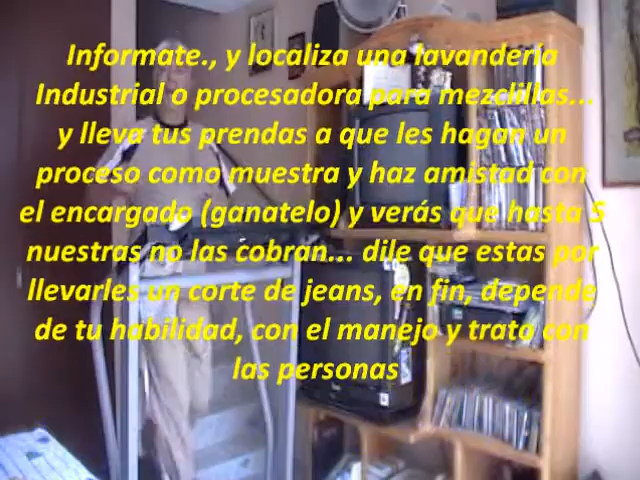 Informate., y localiza una lavandería
Industrial o procesadora para mezclillas...
y lleva tus prendas a que les hagan un
proceso como muestra y haz amistad con
el encargado (ganatelo) y verás que hasta 5
nuestras no las cobran... dile que estas por
llevarles un corte de jeans, en fin, depende
de tu habilidad, con el manejo y trato con
las personas